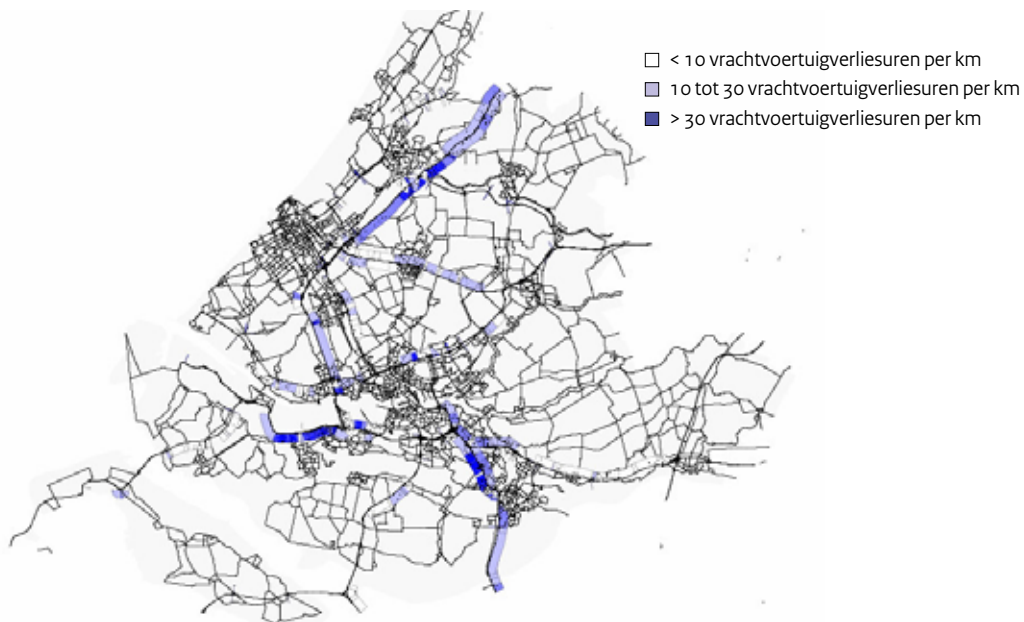 < 10 vrachtvoertuigverliesuren per km
10 tot 30 vrachtvoertuigverliesuren per km
> 30 vrachtvoertuigverliesuren per km